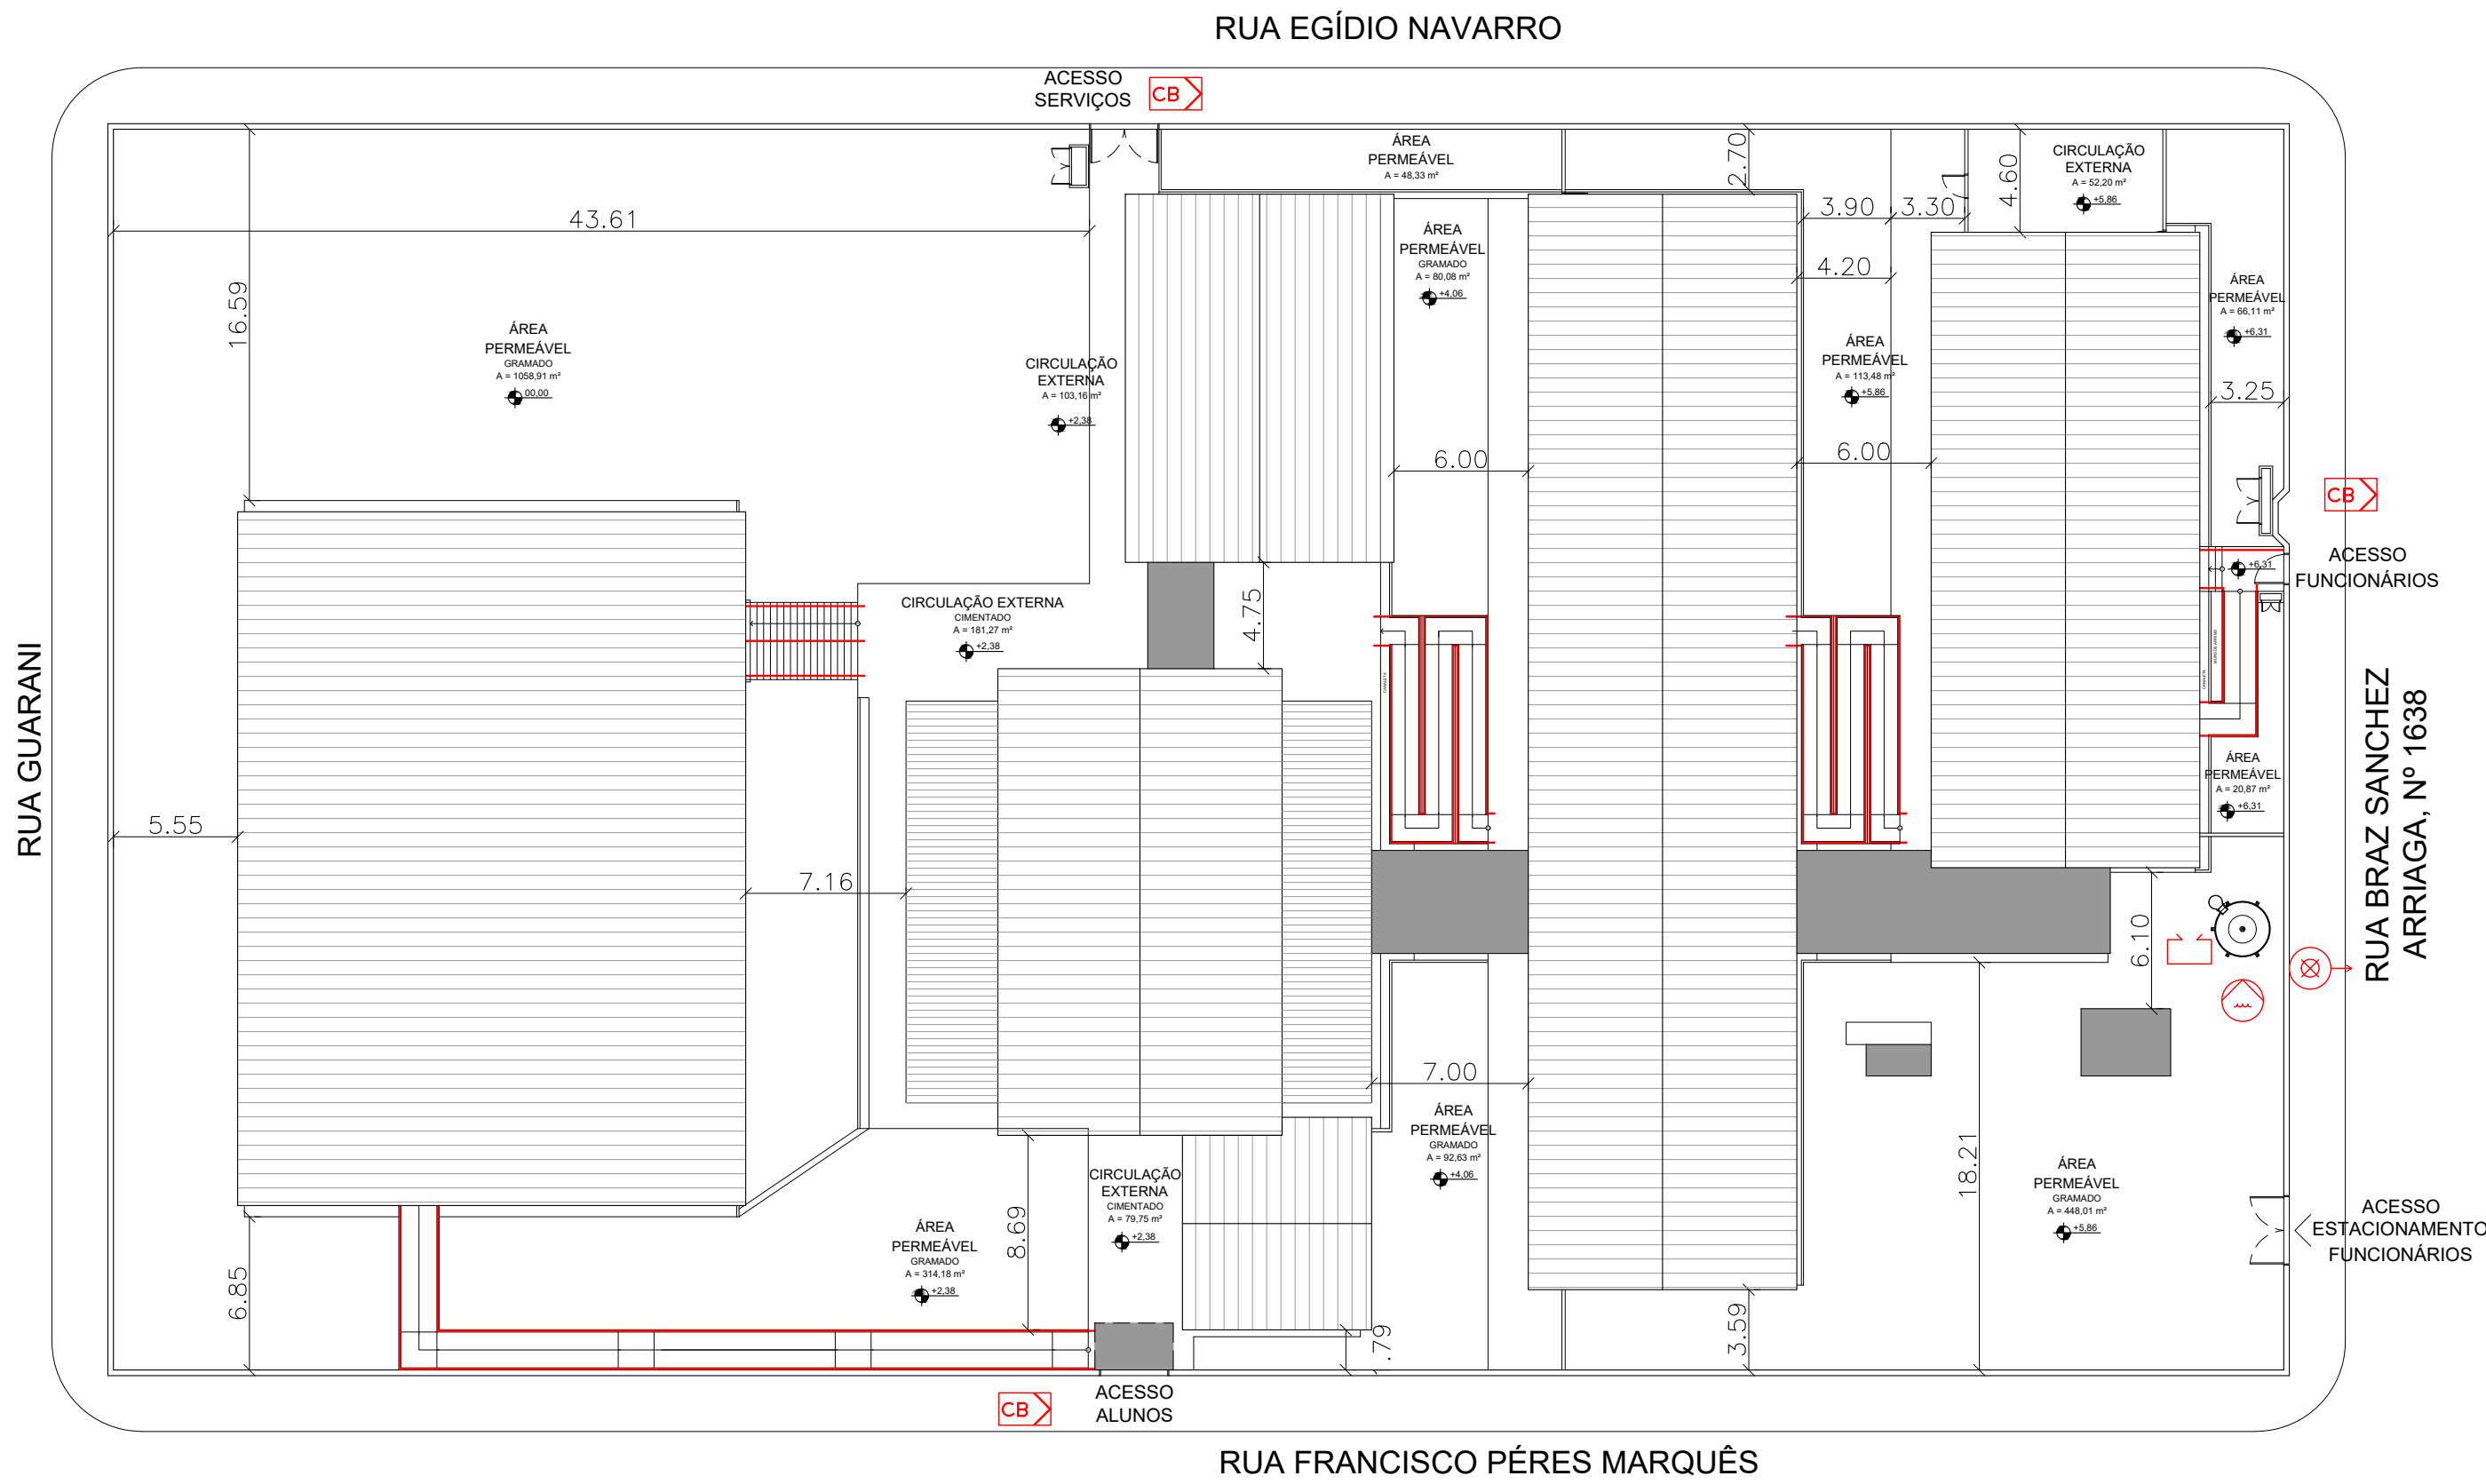 RUA EGÍDIO NAVARRO
ACESSO
SERVIÇOS
CB
ÁREA
PERMEÁVEL
A = 48,33 m²
2.70
4.60
CIRCULAÇÃO
EXTERNA
A = 52,20 m²
+5,86
43.61
3.90
3.30
16.59
ÁREA
PERMEÁVEL
GRAMADO
A = 80,08 m²
+4,06
4.20
ÁREA
PERMEÁVEL
A = 66,11 m²
+6,31
ÁREA
PERMEÁVEL
GRAMADO
A = 1058,91 m²
00,00
CIRCULAÇÃO
EXTERNA
A = 103,16 m²
+2,38
ÁREA
PERMEÁVEL
A = 113,48 m²
+5,86
3.25
6.00
6.00
CB
ACESSO
FUNCIONÁRIOS
+6,31
CIRCULAÇÃO EXTERNA
CIMENTADO
A = 181,27 m²
+2,38
4.75
RUA GUARANI
RUA BRAZ SANCHEZ
ARRIAGA, Nº 1638
ÁREA
PERMEÁVEL
A = 20,87 m²
+6,31
5.55
7.16
6.10
7.00
ÁREA
PERMEÁVEL
GRAMADO
A = 92,63 m²
+4,06
18.21
ÁREA
PERMEÁVEL
GRAMADO
A = 448,01 m²
+5,86
CIRCULAÇÃO
EXTERNA
CIMENTADO
A = 79,75 m²
+2,38
8.69
ÁREA
PERMEÁVEL
GRAMADO
A = 314,18 m²
+2,38
ACESSO
ESTACIONAMENTO
FUNCIONÁRIOS
6.85
.79
3.59
CB
ACESSO
ALUNOS
RUA FRANCISCO PÉRES MARQUÊS